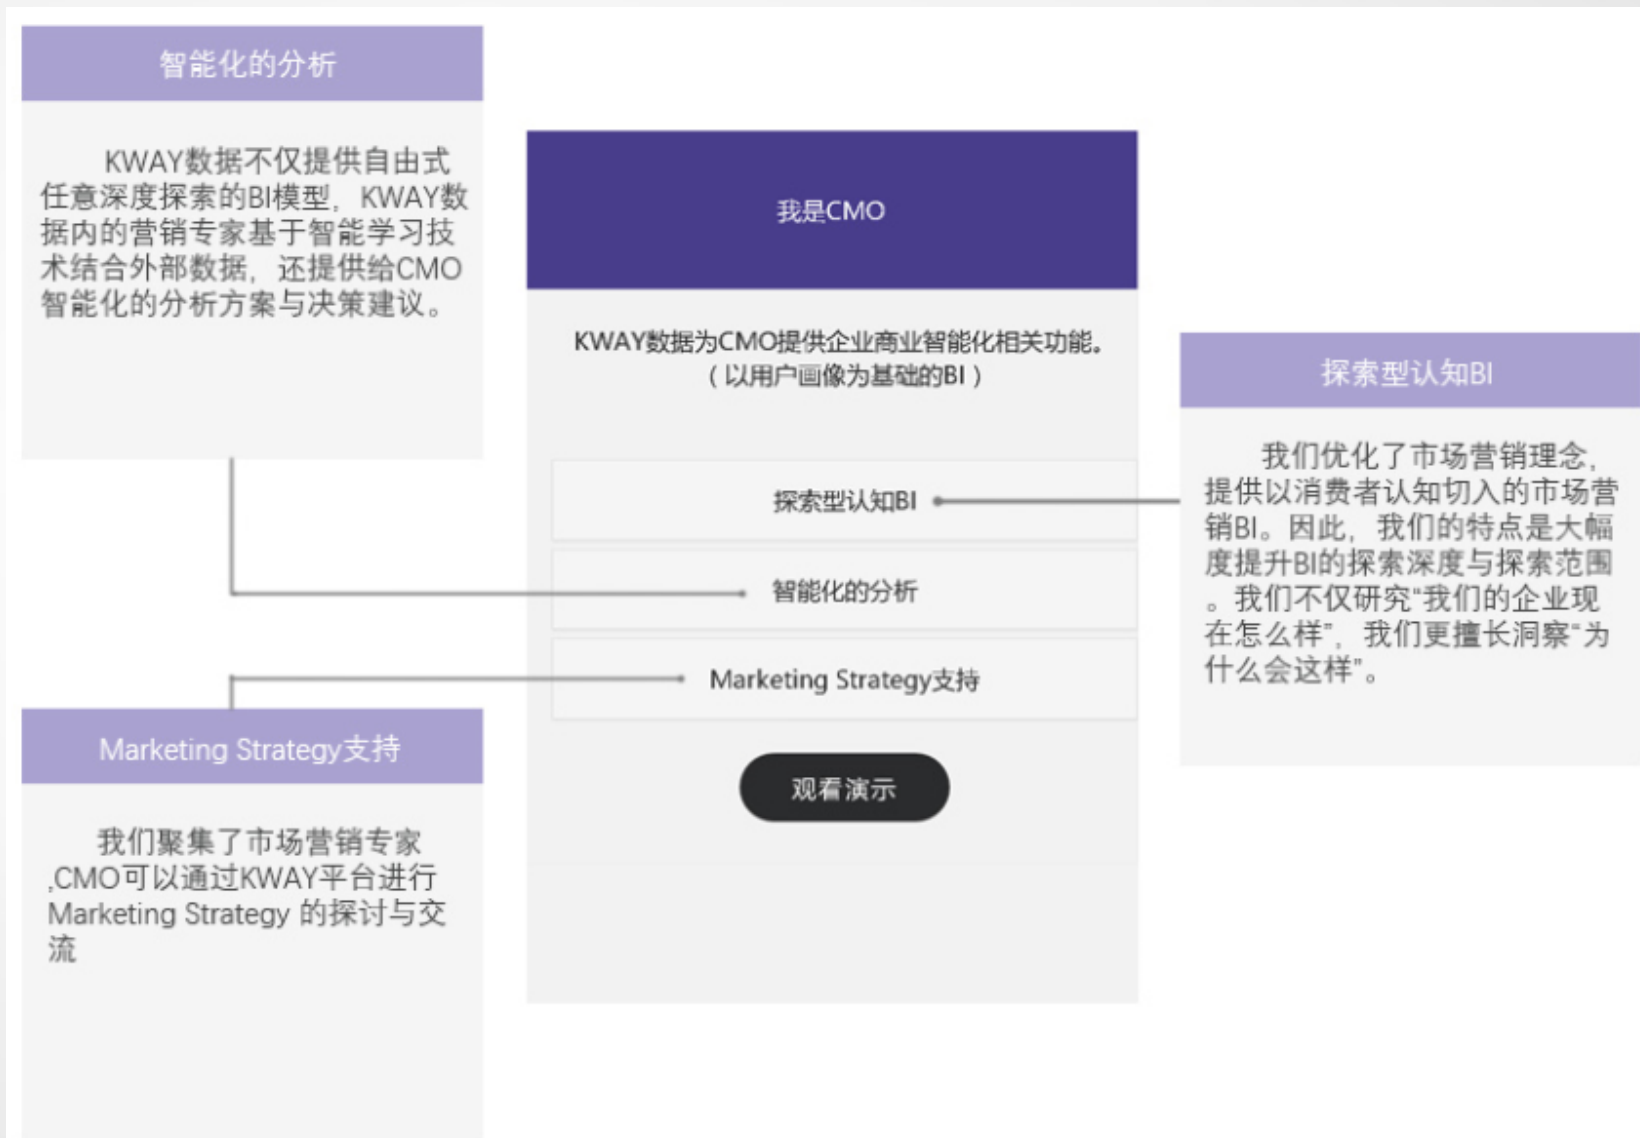 智能化的分析
KWAY数据不仅提供自由式
任意深度探索的BI模型，KWAY数
据内的营销专家基于智能学习技
术结合外部数据，还提供给CMO
智能化的分析方案与决策建议。
我是CMO
KWAY数据为CMO提供企业商业智能化相关功能。
（以用户画像为基础的BI）
探索型认知BI
智能化的分析
Marketing Strategy支持
观看演示
探索型认知BI
我们优化了市场营销理念，
提供以消费者认知切入的市场营
销BI。因此，我们的特点是大幅
度提升BI的探索深度与探索范围
。我们不仅研究“我们的企业现
在怎么样”，我们更擅长洞察“为
什么会这样”。
Marketing Strategy支持
我们聚集了市场营销专家
,CMO可以通过KWAY平台进行
Marketing Strategy 的探讨与交
流